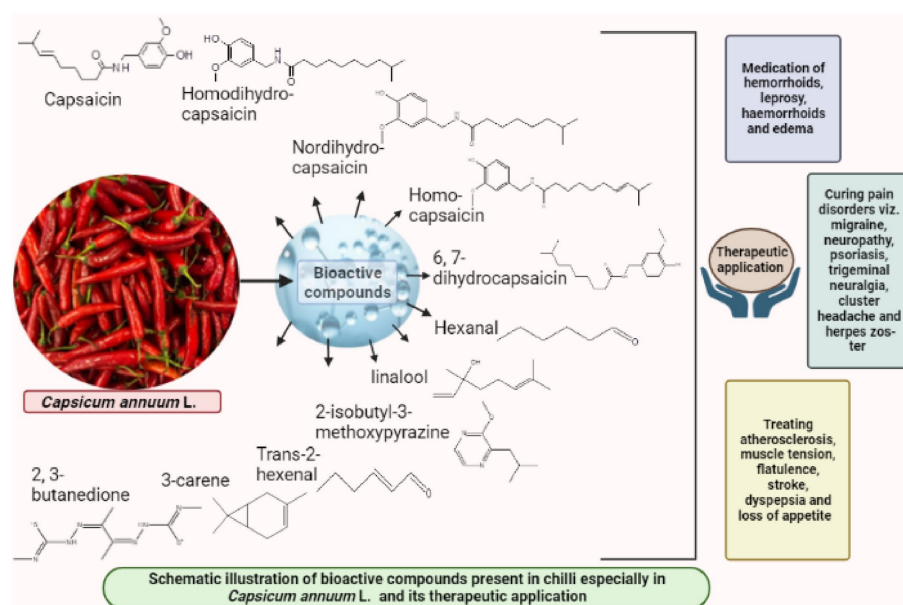 Capsaicin
Homodihydro-
capsaicin
Nordihydro-
capsaicin
Homo-
capsaicin
6, 7-
dihydrocapsaicin
Hexanal
linalool
2-isobutyl-3-
methoxypyrazine
Trans-2-
hexenal
3-carene
2, 3-
butanedione
Bioactive
compounds
Capsicum annuum L.
Therapeutic
application
Medication of
hemorrhoids,
leprosy,
haemorrhoids
and edema
Curing pain
disorders viz.
migraine,
neuropathy,
psoriasis,
trigeminal
neuralgia,
cluster
headache and
herpes zos-
ter
Treating
atherosclerosis,
muscle tension,
flatulence,
stroke,
dyspepsia and
loss of appetite
Schematic illustration of bioactive compounds present in chilli especially in
Capsicum annuum L. and its therapeutic application